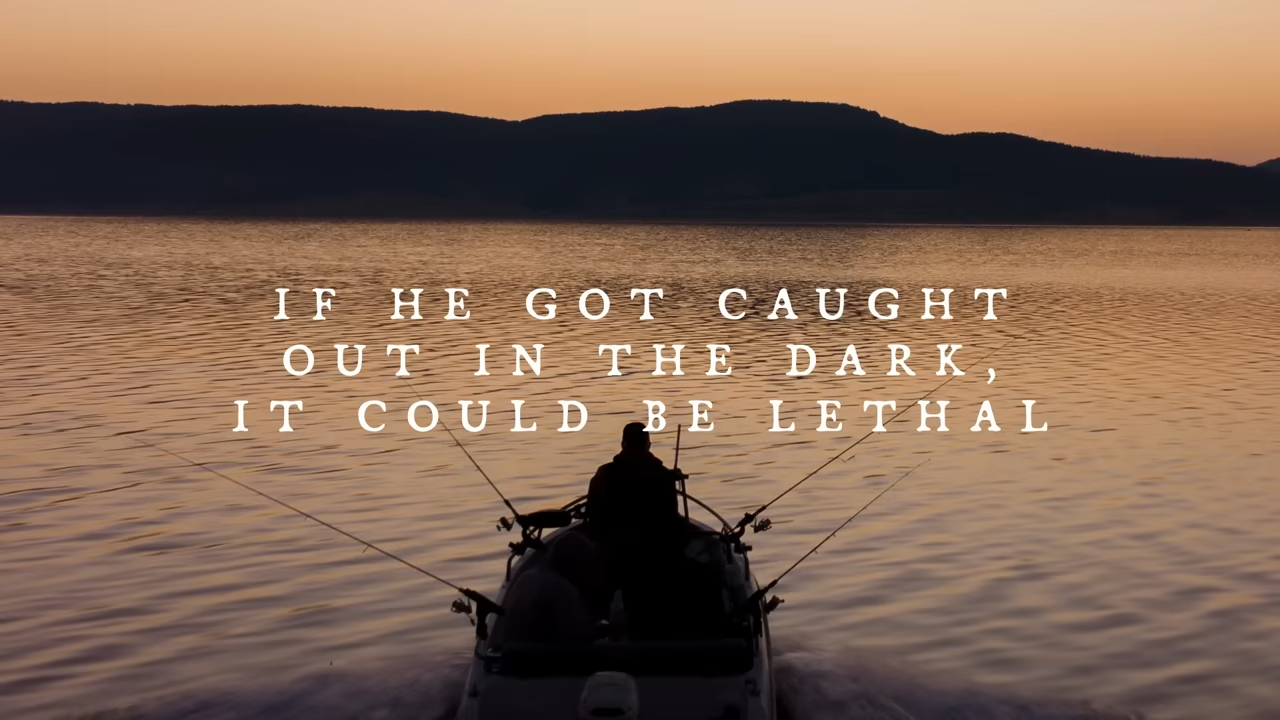 IF HE GOT CAUGHT
OUT IN THE DARK,
IT COULD BE LETHAL